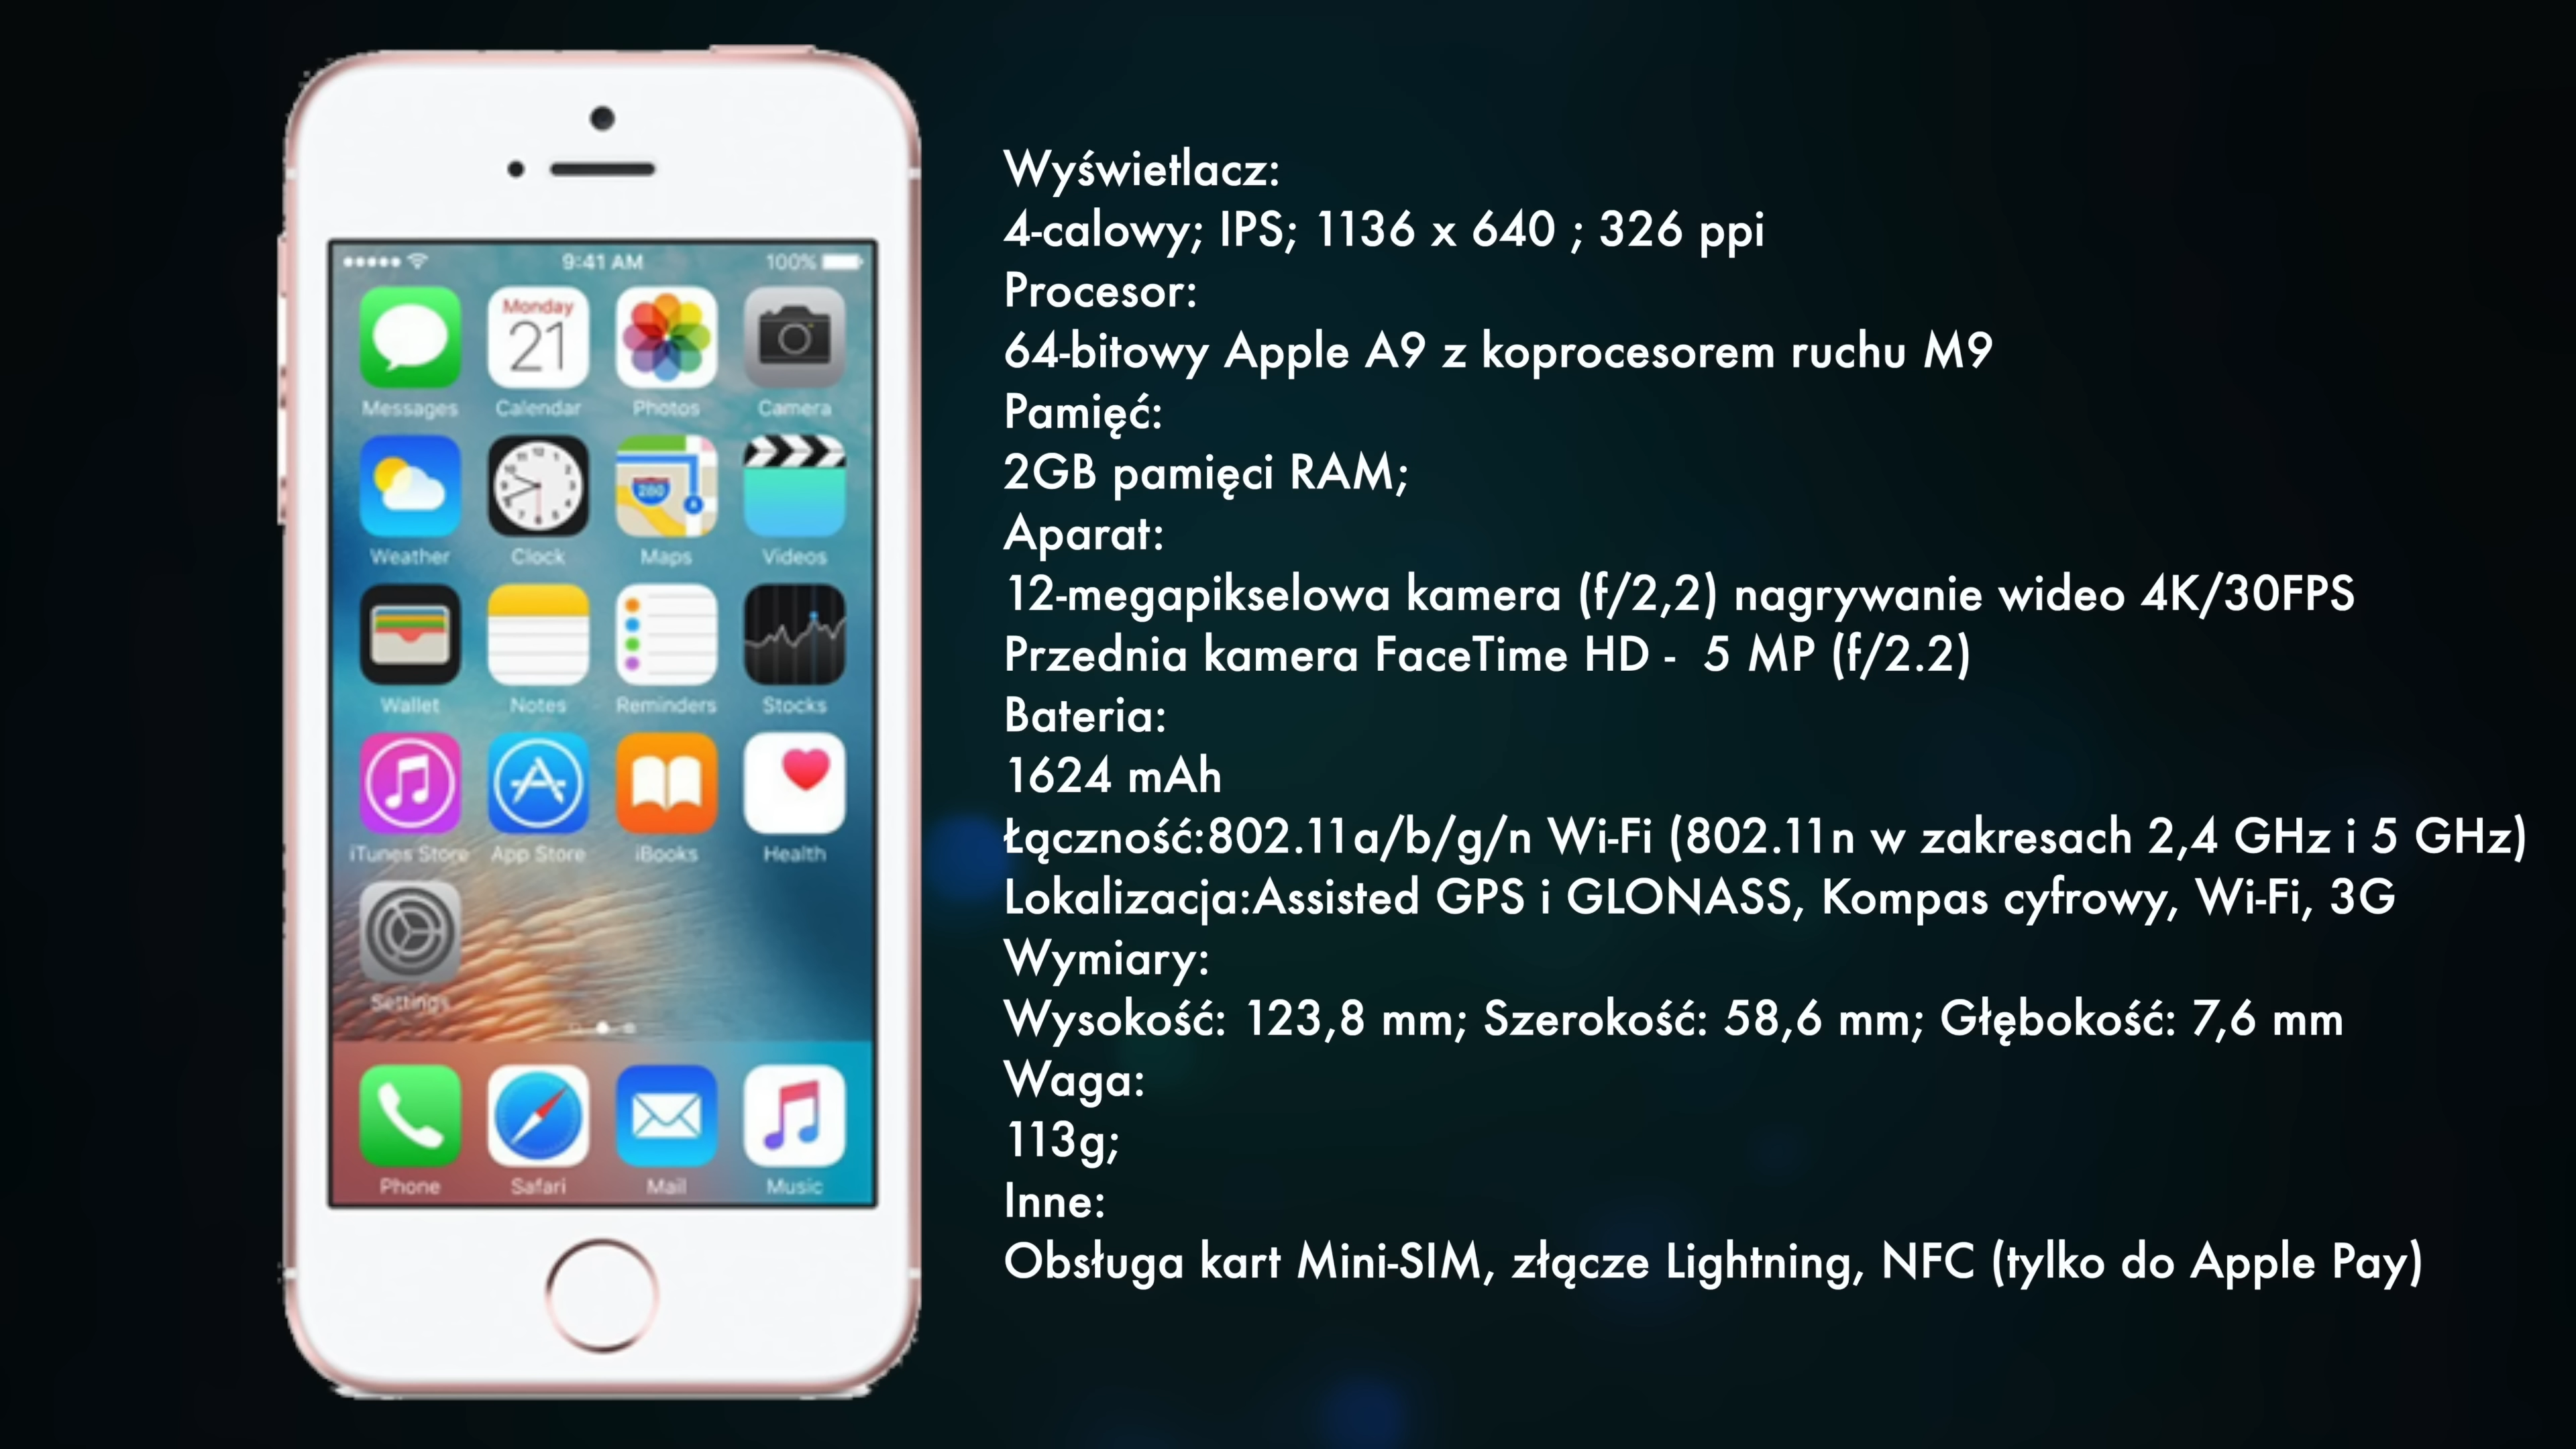 9:41 AM
100%
Monday
21
Messages Calendar Photos Camera
280
Weather Clock Maps Videos
Wallet Notes Reminders Stocks
iTunes Store App Store iBooks Health
Settings
Phone Safari Mail Music
Wyświetlacz:
4-calowy; IPS; 1136 x 640 ; 326 ppi
Procesor:
64-bitowy Apple A9 z koprocesorem ruchu M9
Pamięć:
2GB pamięci RAM;
Aparat:
12-megapikselowa kamera (f/2,2) nagrywanie wideo 4K/30FPS
Przednia kamera FaceTime HD - 5 MP (f/2.2)
Bateria:
1624 mAh
Łączność:802.11a/b/g/n Wi-Fi (802.11n w zakresach 2,4 GHz i 5 GHz)
Lokalizacja:Assisted GPS i GLONASS, Kompas cyfrowy, Wi-Fi, 3G
Wymiary:
Wysokość: 123,8 mm; Szerokość: 58,6 mm; Głębokość: 7,6 mm
Waga:
113g;
Inne:
Obsługa kart Mini-SIM, złącze Lightning, NFC (tylko do Apple Pay)